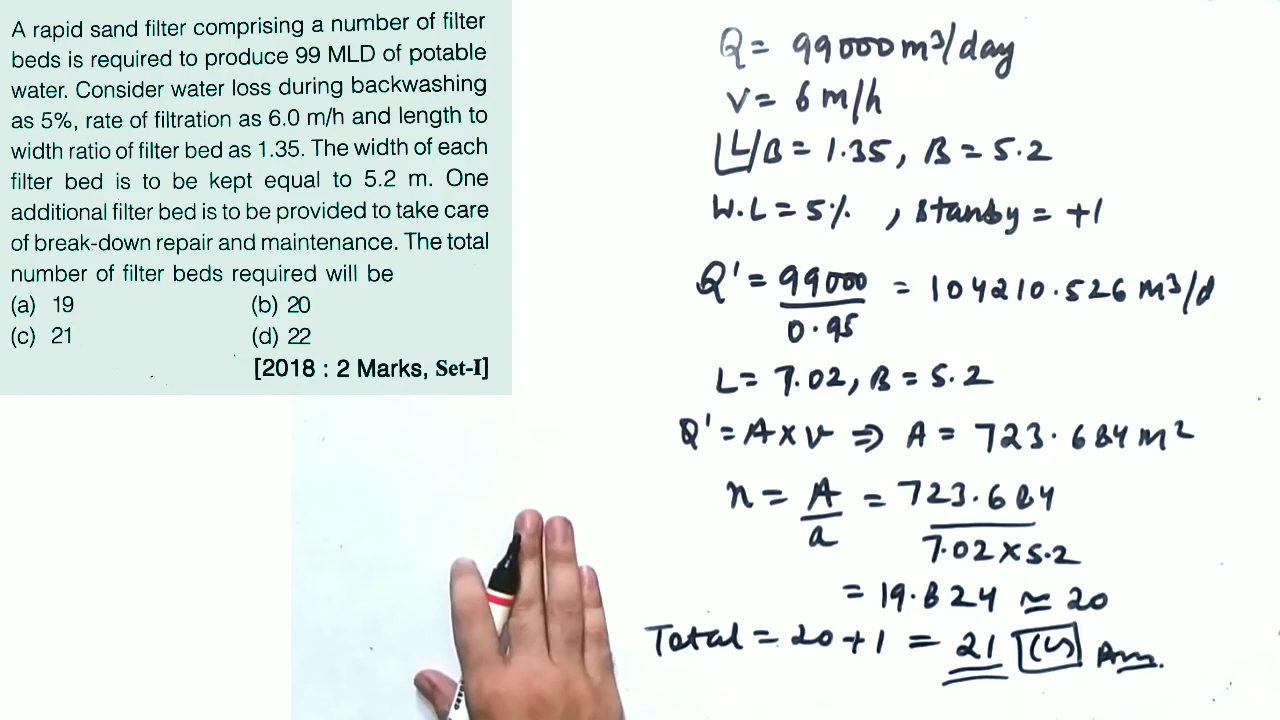 A rapid sand filter comprising a number of filter
beds is required to produce 99 MLD of potable
water. Consider water loss during backwashing
as 5%, rate of filtration as 6.0 m/h and length to
width ratio of filter bed as 1.35. The width of each
filter bed is to be kept equal to 5.2 m. One
additional filter bed is to be provided to take care
of break-down repair and maintenance. The total
number of filter beds required will be
(a) 19 (b) 20
(c) 21 (d) 22
[2018 : 2 Marks, Set-I]
Q = 99000 m³/day
V = 6 m/h
L/B = 1.35, B = 5.2
W.L = 5% , stanby = +1
Q' = 99000/0.95 = 104210.526 m³/d
L = 7.02, B = 5.2
Q' = A × V ⇒ A = 723.684 m²
n = A/a = 723.684/7.02 × 5.2
= 19.824 ≃ 20
Total = 20 + 1 = 21 (c) Ans.